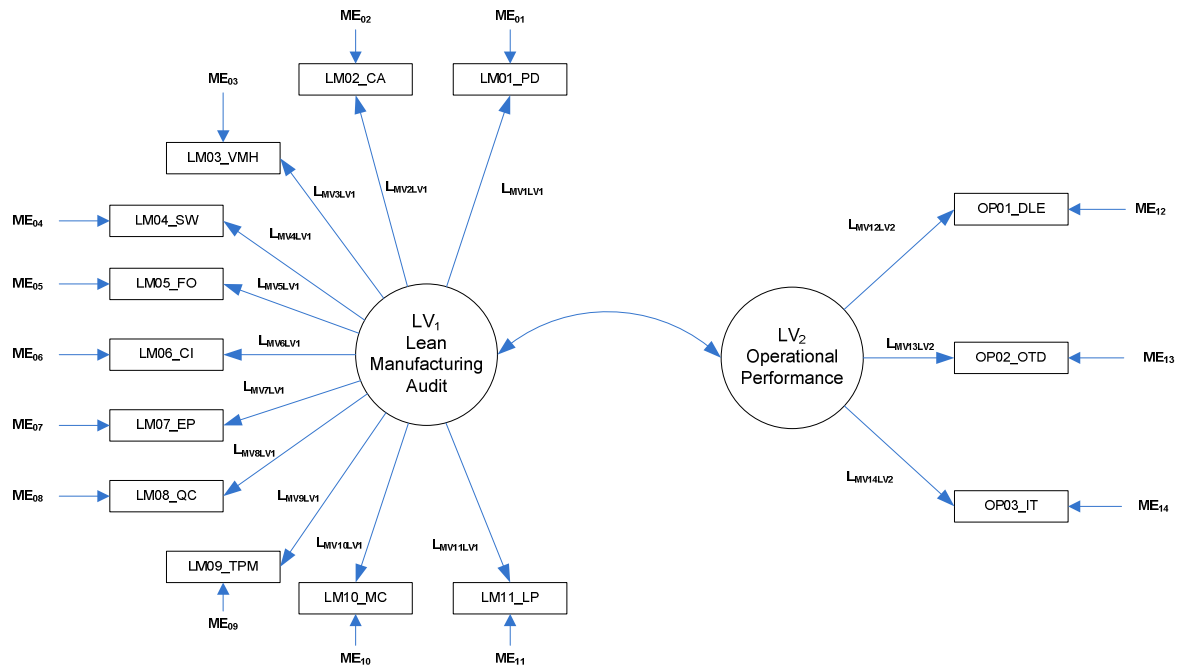 ME02
ME01
LM02_CA
LM01_PD
ME03
LM03_VMH
LMV3LV1
LMV2LV1
LMV1LV1
ME04
LM04_SW
LMV4LV1
ME05
LM05_FO
LMV5LV1
ME06
LM06_CI
LMV6LV1
ME07
LM07_EP
LMV7LV1
ME08
LM08_QC
LMV8LV1
LM09_TPM
LMV9LV1
ME09
LM10_MC
LMV10LV1
ME10
LM11_LP
LMV11LV1
ME11
LV1
Lean
Manufacturing
Audit
LV2
Operational
Performance
LMV12LV2
OP01_DLE
ME12
LMV13LV2
OP02_OTD
ME13
LMV14LV2
OP03_IT
ME14